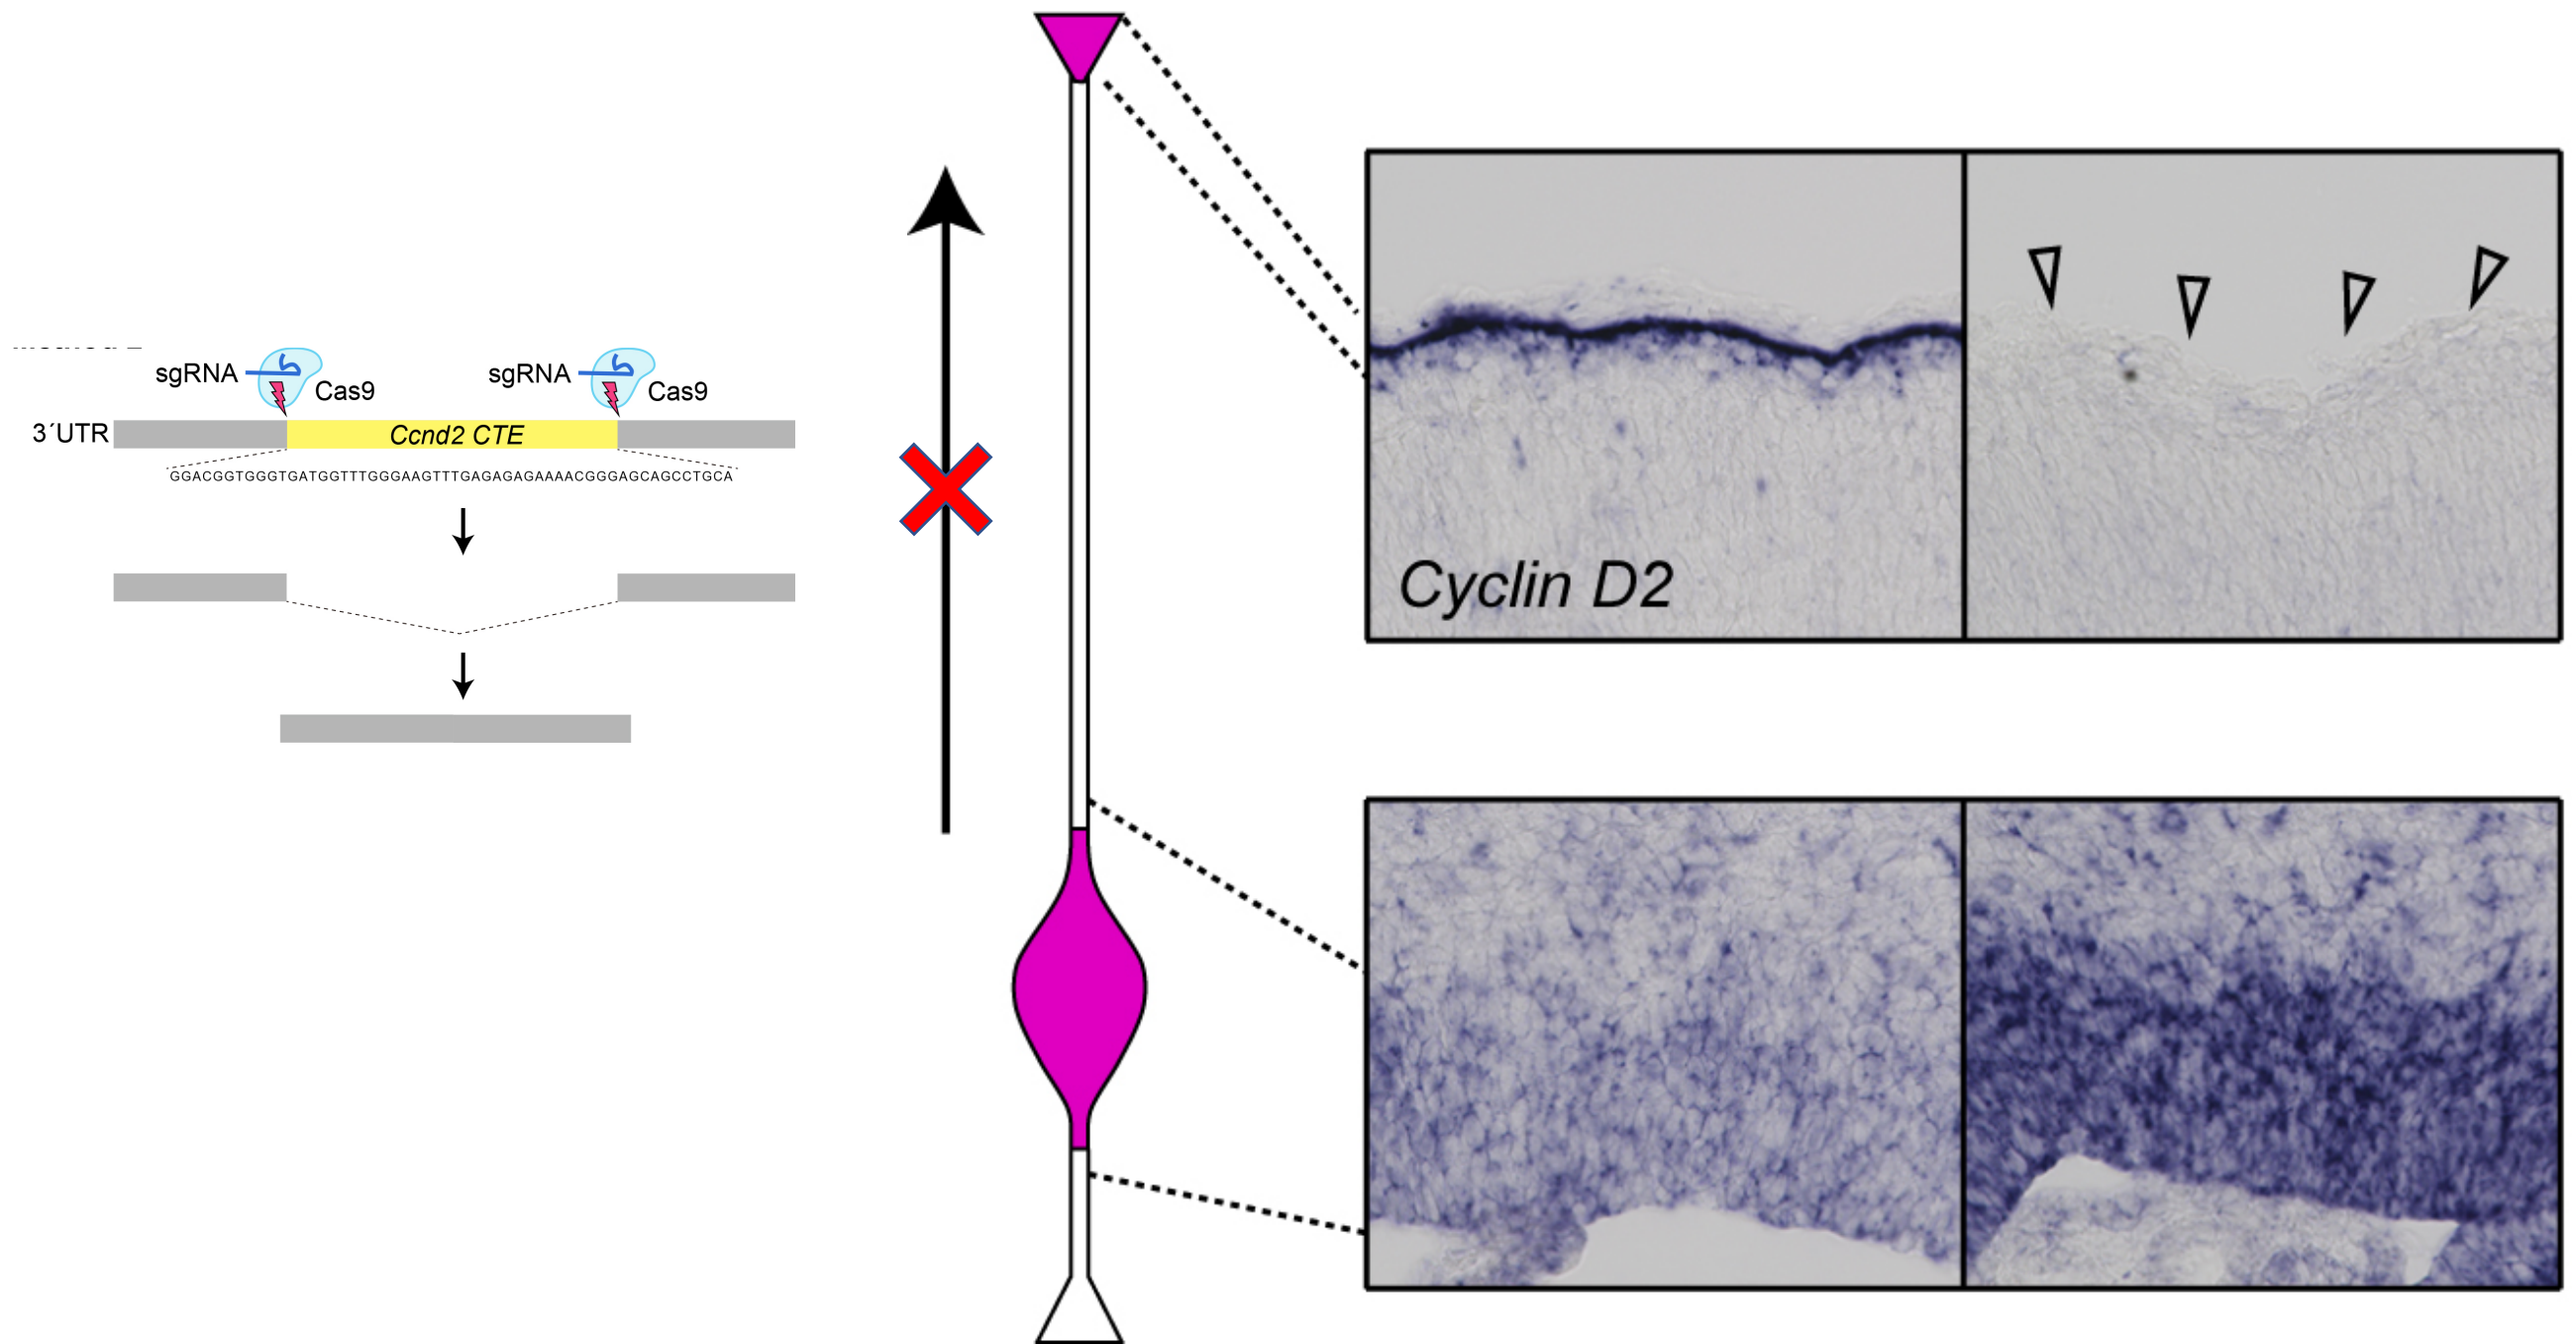 sgRNA
Cas9
sgRNA
Cas9
3´UTR
Ccnd2 CTE
GGACGGTGGGTGATGGTTTGGGAAGTTTGAGAGAGAAAACGGGAGCAGCCTGCA
Cyclin D2